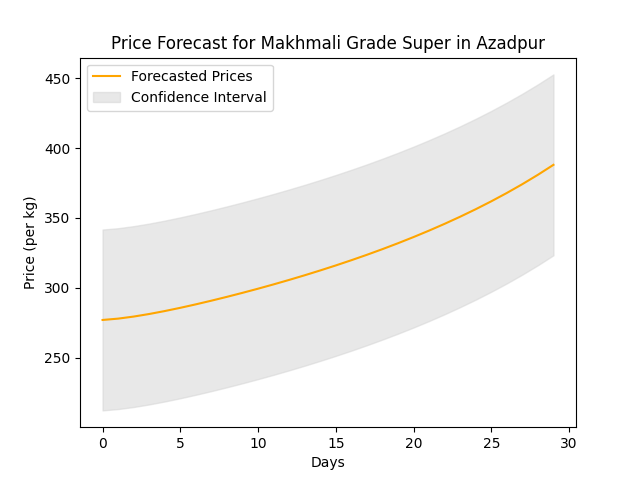 Price Forecast for Makhmali Grade Super in Azadpur
Forecasted Prices
Confidence Interval
450
400
350
300
250
Price (per kg)
0 5 10 15 20 25 30
Days